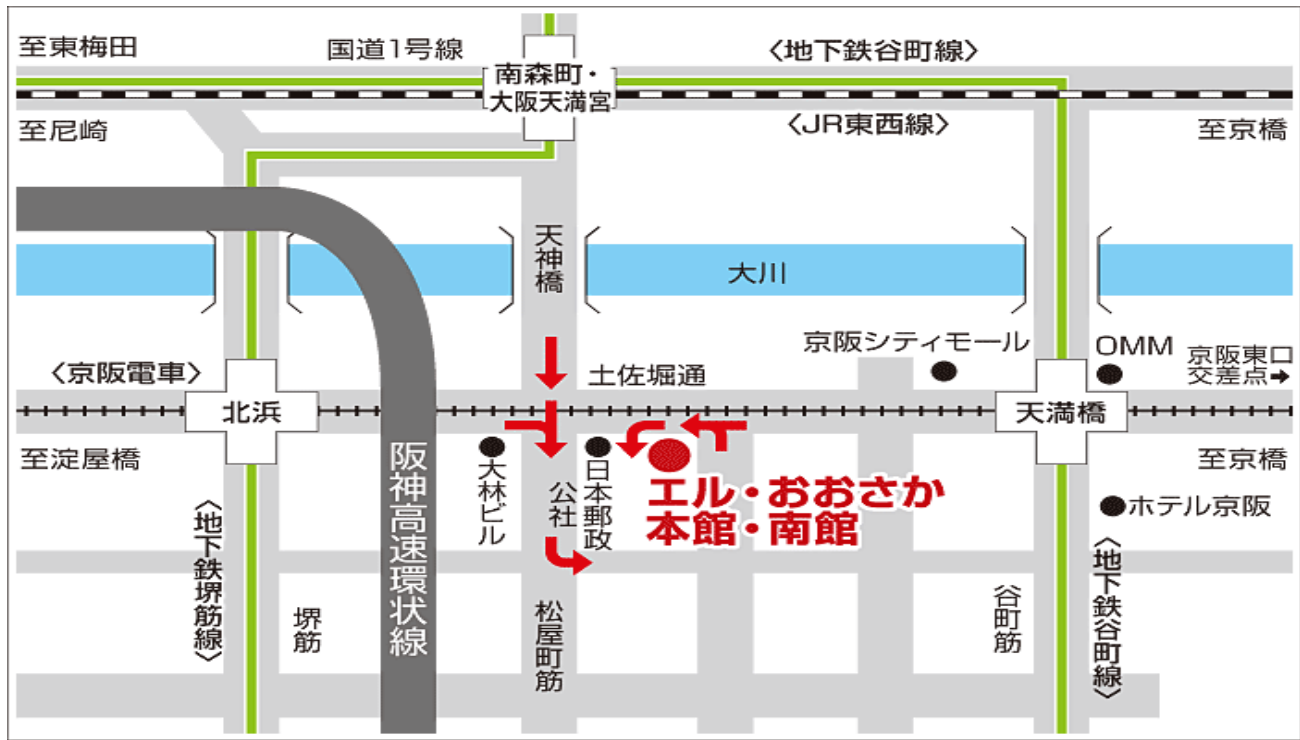 至東梅田
国道1号線
〈地下鉄谷町線〉
南森町・
大阪天満宮
至尼崎
〈JR東西線〉
至京橋
天神橋
大川
京阪シティモール
OMM
京阪東口
交差点➡
〈京阪電車〉
土佐堀通
北浜
天満橋
至淀屋橋
至京橋
阪神高速環状線
大林ビル
公社
日本郵政
エル・おおさか
本館・南館
ホテル京阪
〈地下鉄堺筋線〉
堺筋
松屋町筋
谷町筋
〈地下鉄谷町線〉